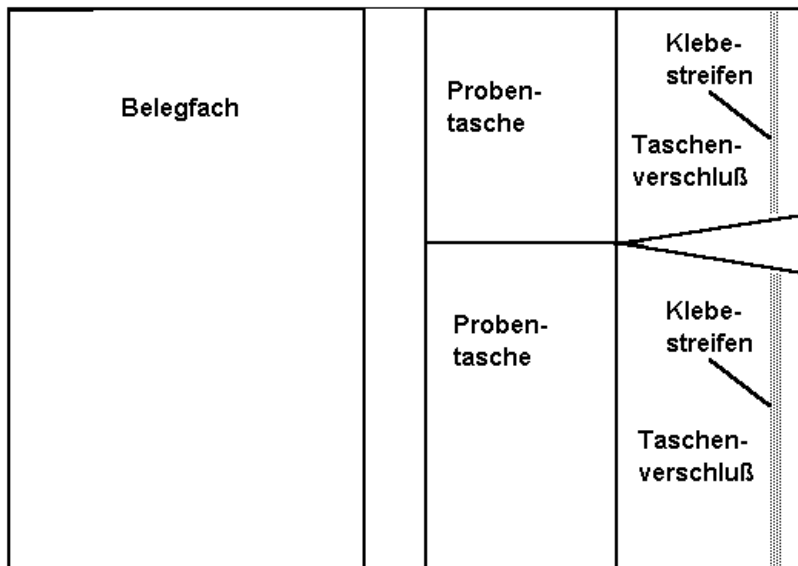 Belegfach
Proben-
tasche
Klebe-
streifen
Taschen-
verschluß
Proben-
tasche
Klebe-
streifen
Taschen-
verschluß